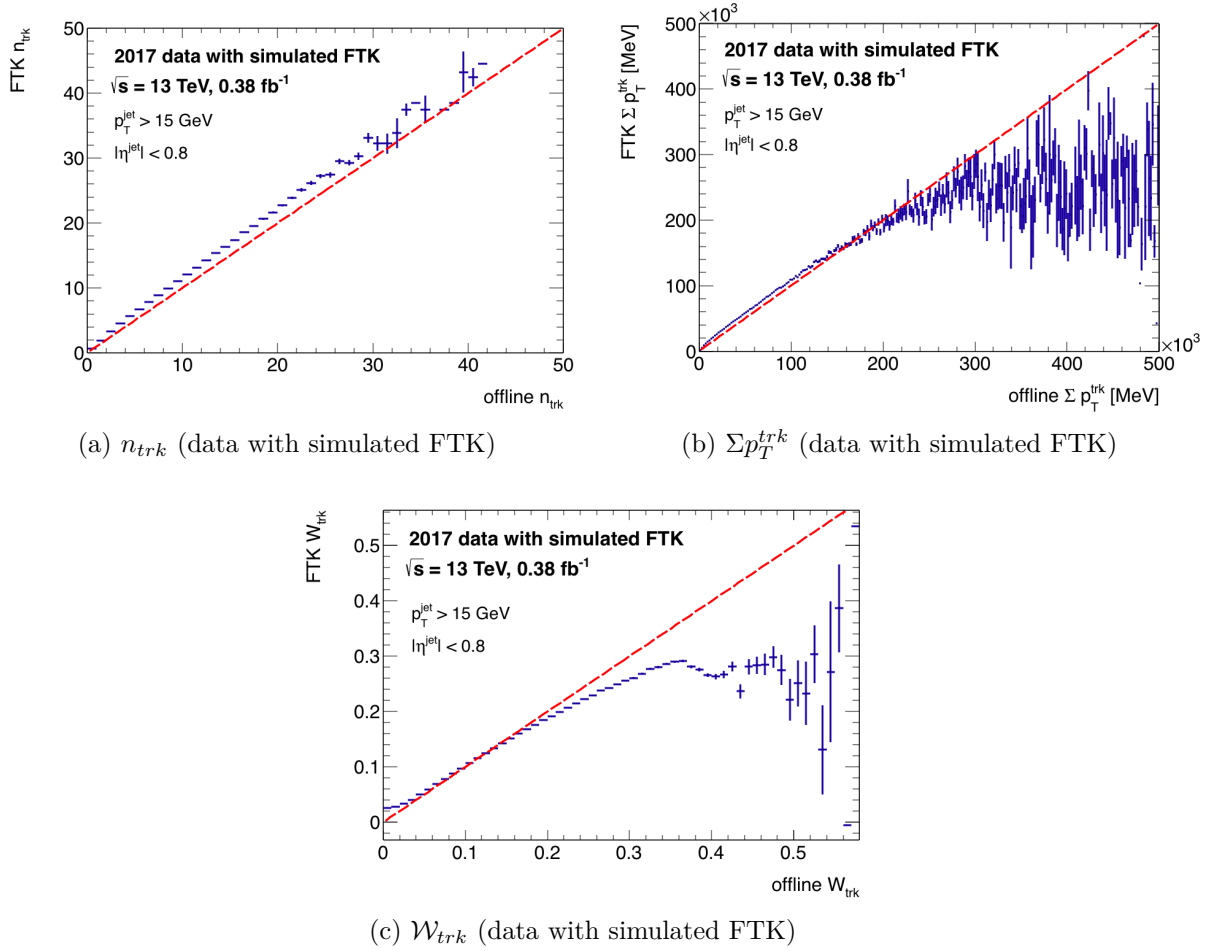 FTK n_trk
50
40
30
20
10
0
2017 data with simulated FTK
√s = 13 TeV, 0.38 fb⁻¹
p_T^jet > 15 GeV
|η^jet| < 0.8
0 10 20 30 40 50
offline n_trk
(a) n_trk (data with simulated FTK)
×10³
FTK Σ p_T^trk [MeV]
500
400
300
200
100
0
2017 data with simulated FTK
√s = 13 TeV, 0.38 fb⁻¹
p_T^jet > 15 GeV
|η^jet| < 0.8
×10³
0 100 200 300 400 500
offline Σ p_T^trk [MeV]
(b) Σp_T^trk (data with simulated FTK)
FTK W_trk
0.5
0.4
0.3
0.2
0.1
0
2017 data with simulated FTK
√s = 13 TeV, 0.38 fb⁻¹
p_T^jet > 15 GeV
|η^jet| < 0.8
0 0.1 0.2 0.3 0.4 0.5
offline W_trk
(c) 𝒲_trk (data with simulated FTK)